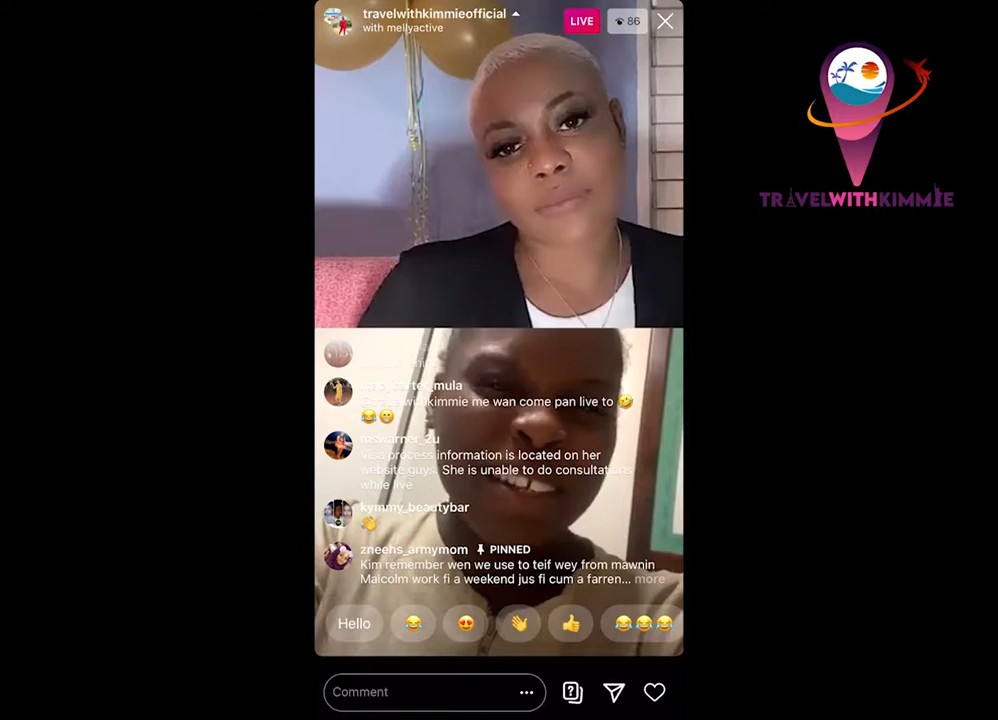 travelwithkimmieofficial
with mellyactive
LIVE
86
TRAVELWITHKIMMIE
mula
kimmie me wan come pan live to 🤣
😂😁
mswarner_2u
Visa process information is located on her
website guys. She is unable to do consultations
while live
kymmy_beautybar
👋
zneehs_armymom PINNED
Kim remember wen we use to teif wey from mawnin
Malcolm work fi a weekend jus fi cum a farren... more
Hello 😂 😍 👋 👍 😂😂😂
Comment